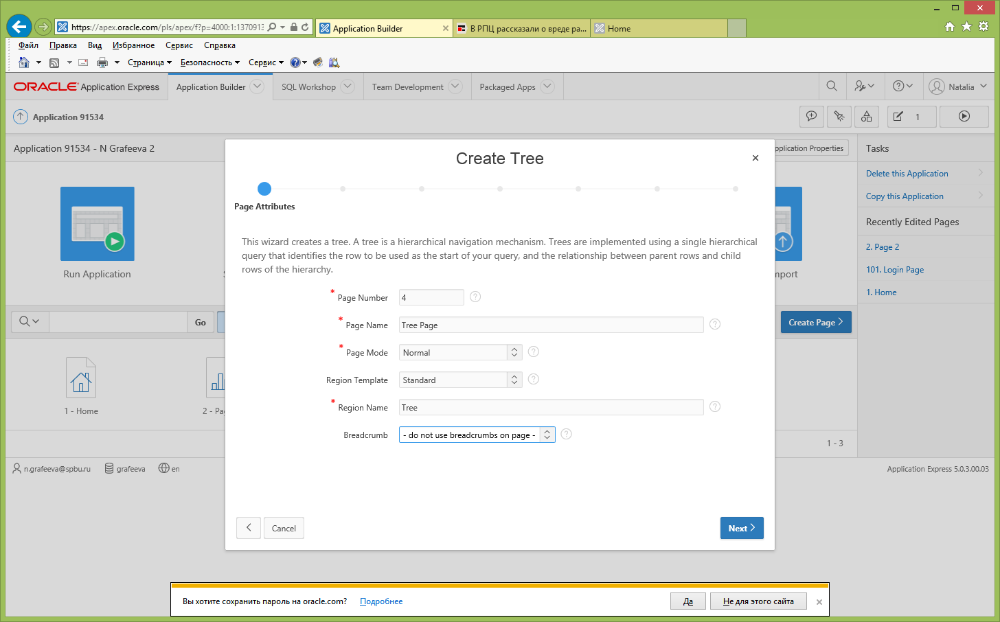 https://apex.oracle.com/pls/apex/f?p=4000:1:1370913
Application Builder
В РПЦ рассказали о вреде ра...
Home
Файл Правка Вид Избранное Сервис Справка
Страница Безопасность Сервис
ORACLE Application Express
Application Builder
SQL Workshop
Team Development
Packaged Apps
Natalia
Application 91534
1
Application 91534 - N Grafeeva 2
pplication Properties
Tasks
Delete this Application
Copy this Application
Recently Edited Pages
2. Page 2
101. Login Page
1. Home
Run Application
S
mport
Go
Create Page
1 - Home
2 - Pa
1 - 3
Create Tree
Page Attributes
This wizard creates a tree. A tree is a hierarchical navigation mechanism. Trees are implemented using a single hierarchical
query that identifies the row to be used as the start of your query, and the relationship between parent rows and child
rows of the hierarchy.
* Page Number 4
* Page Name Tree Page
* Page Mode Normal
Region Template Standard
* Region Name Tree
Breadcrumb - do not use breadcrumbs on page -
Cancel
Next
n.grafeeva@spbu.ru grafeeva en
Application Express 5.0.3.00.03
Вы хотите сохранить пароль на oracle.com? Подробнее Да Не для этого сайта